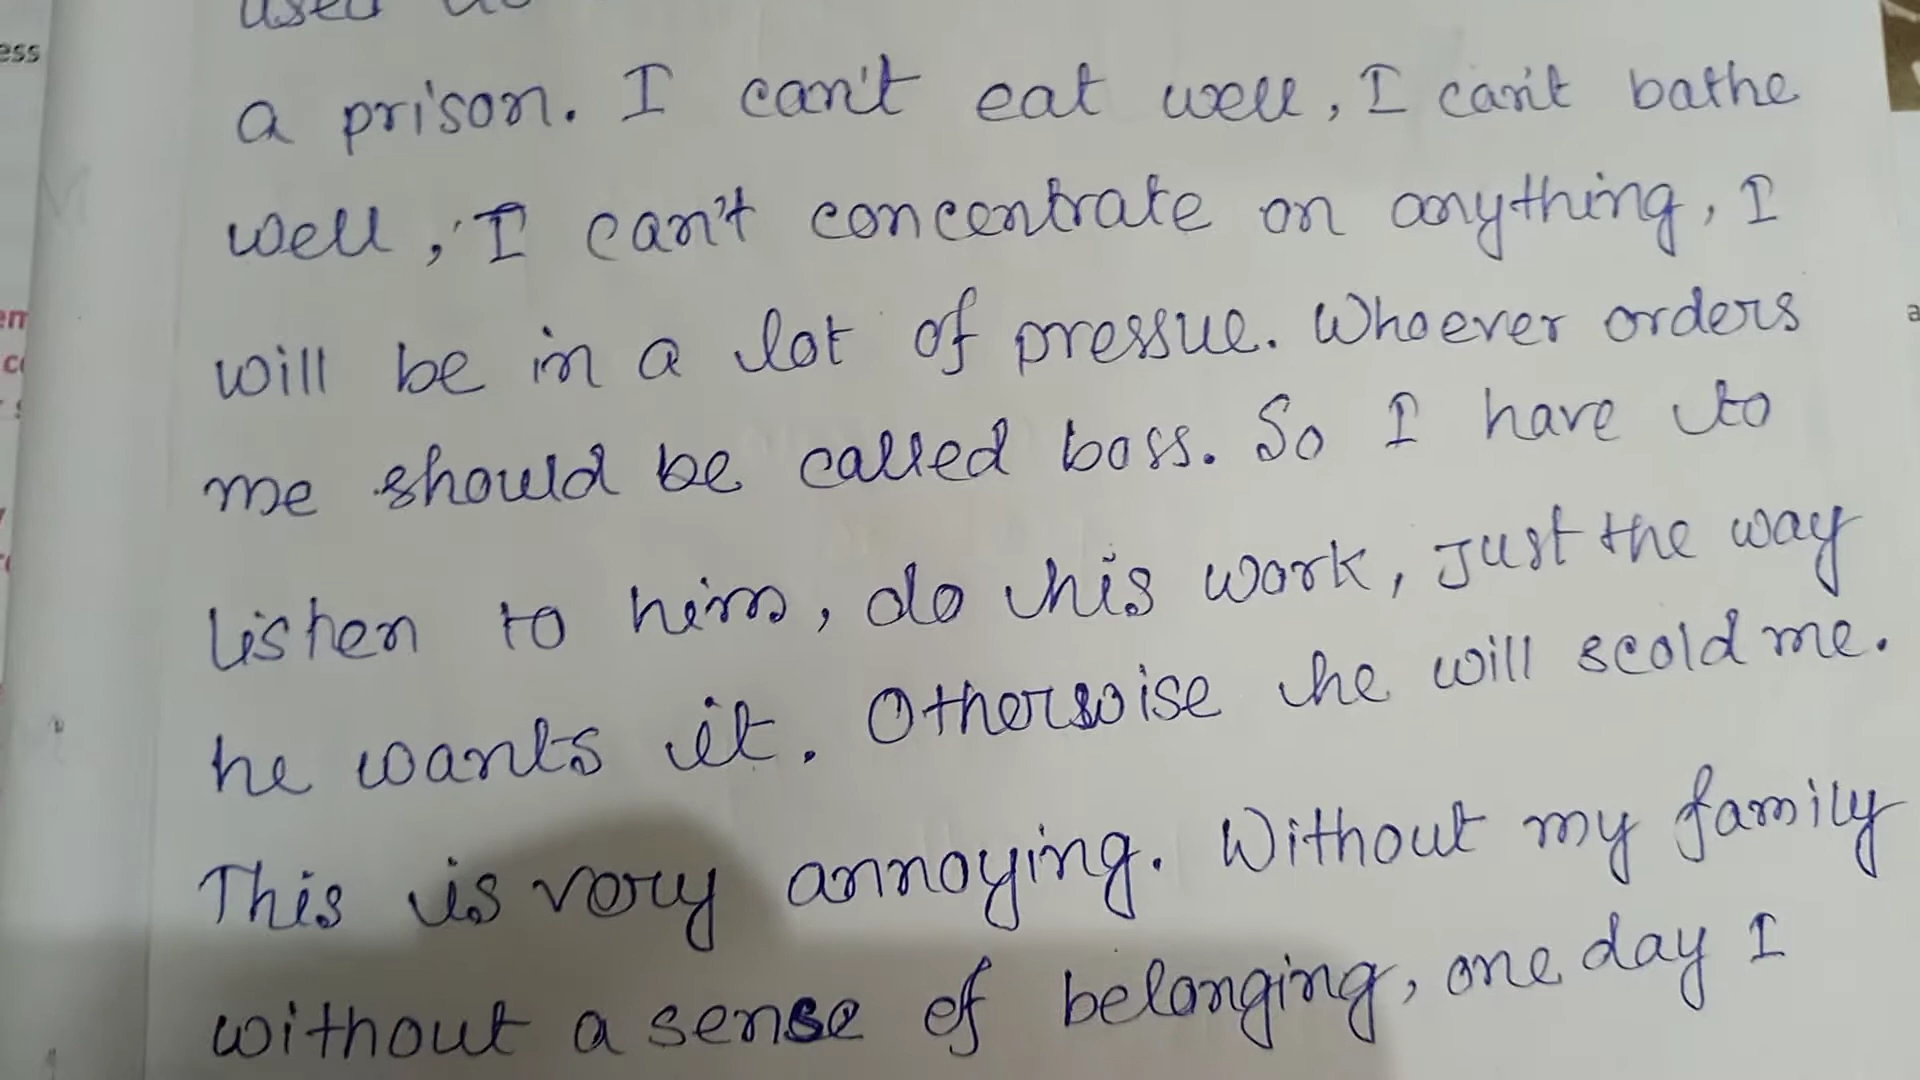 a prison. I can't eat well, I can't bathe
well, I can't concentrate on anything, I
will be in a lot of pressue. Whoever orders
me should be called boss. So I have to
listen to him, do his work, Just the way
he wants it. Otherwise he will scold me.
This is very annoying. Without my family
without a sense of belonging, one day I